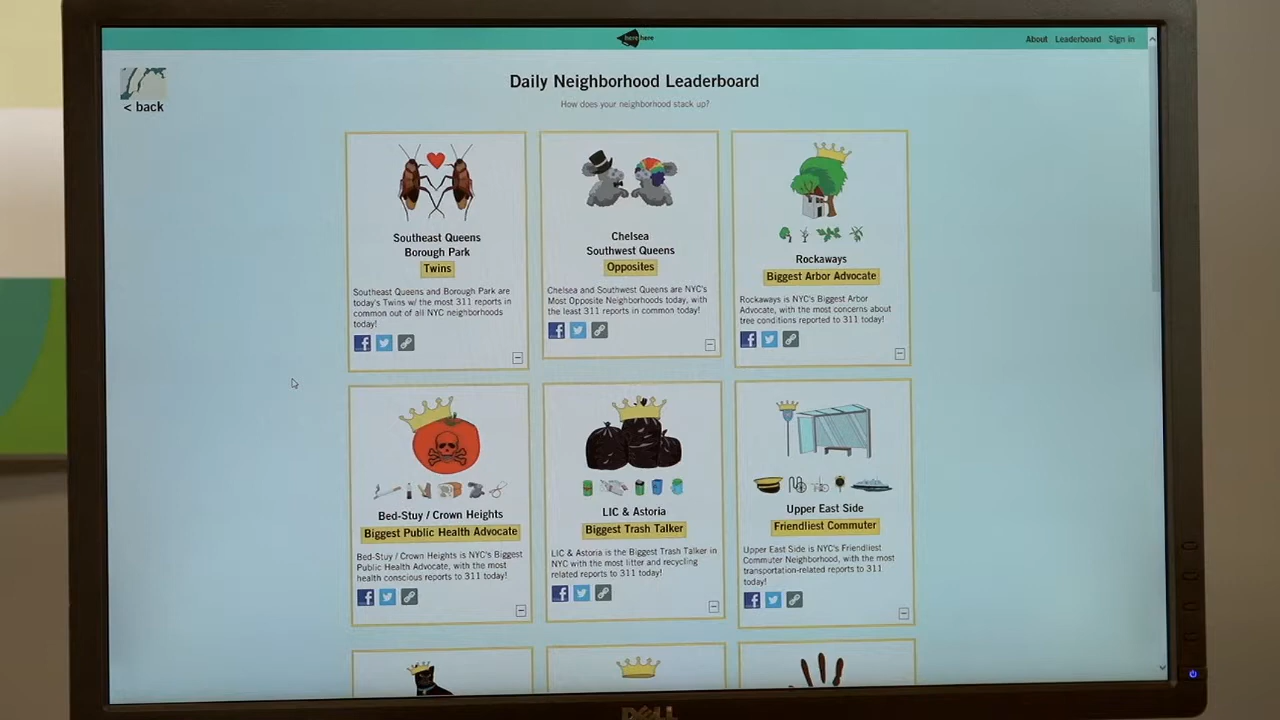 here here
About Leaderboard Sign in
< back
Daily Neighborhood Leaderboard
How does your neighborhood stack up?
Southeast Queens
Borough Park
Twins
Southeast Queens and Borough Park are
today's Twins w/ the most 311 reports in
common out of all NYC neighborhoods
today!
Chelsea
Southwest Queens
Opposites
Chelsea and Southwest Queens are NYC's
Most Opposite Neighborhoods today, with
the least 311 reports in common today!
Rockaways
Biggest Arbor Advocate
Rockaways is NYC's Biggest Arbor
Advocate, with the most concerns about
tree conditions reported to 311 today!
Bed-Stuy / Crown Heights
Biggest Public Health Advocate
Bed-Stuy / Crown Heights is NYC's Biggest
Public Health Advocate, with the most
health conscious reports to 311 today!
LIC & Astoria
Biggest Trash Talker
LIC & Astoria is the Biggest Trash Talker in
NYC with the most litter and recycling
related reports to 311 today!
Upper East Side
Friendliest Commuter
Upper East Side is NYC's Friendliest
Commuter Neighborhood, with the most
transportation-related reports to 311
today!
DELL